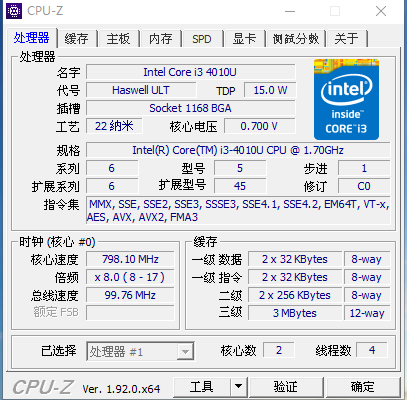 CPU-Z
处理器 缓存 主板 内存 SPD 显卡 测试分数 关于
处理器
名字 Intel Core i3 4010U
代号 Haswell ULT TDP 15.0 W
插槽 Socket 1168 BGA
工艺 22 纳米 核心电压 0.700 V
intel inside™ CORE™ i3
规格 Intel(R) Core(TM) i3-4010U CPU @ 1.70GHz
系列 6 型号 5 步进 1
扩展系列 6 扩展型号 45 修订 C0
指令集 MMX, SSE, SSE2, SSE3, SSSE3, SSE4.1, SSE4.2, EM64T, VT-x,
AES, AVX, AVX2, FMA3
时钟 (核心 #0) 缓存
核心速度 798.10 MHz 一级 数据 2 x 32 KBytes 8-way
倍频 x 8.0 ( 8 - 17 ) 一级 指令 2 x 32 KBytes 8-way
总线速度 99.76 MHz 二级 2 x 256 KBytes 8-way
额定 FSB 三级 3 MBytes 12-way
已选择 处理器 #1 核心数 2 线程数 4
CPU-Z Ver. 1.92.0.x64 工具 验证 确定